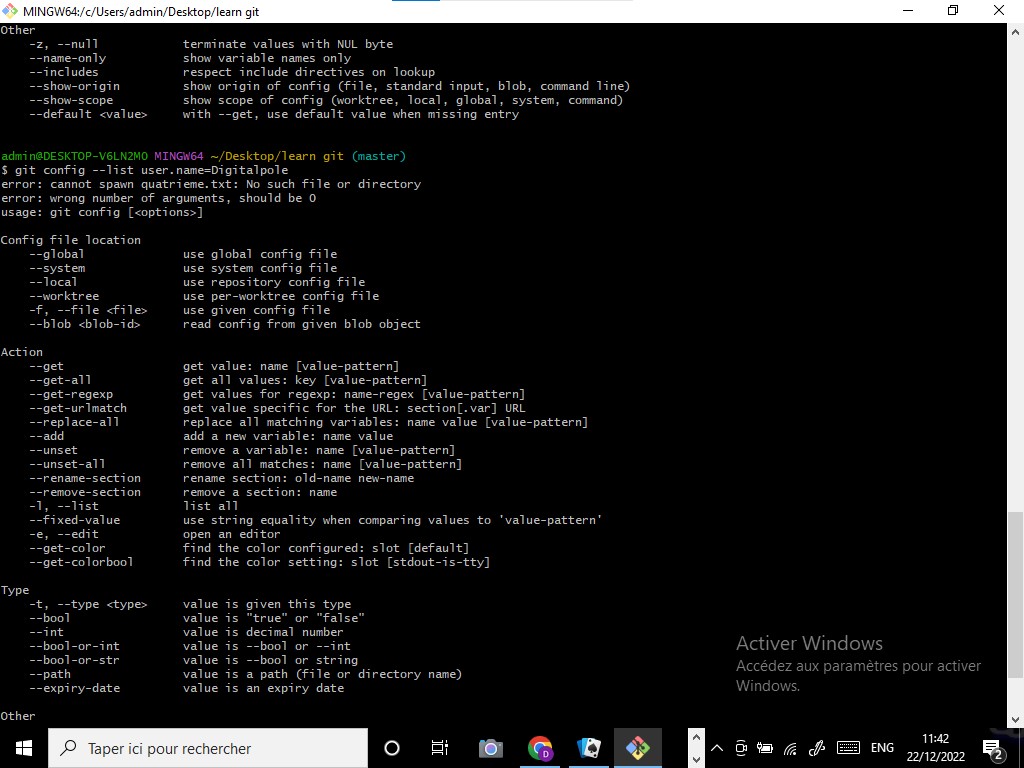 MINGW64:/c/Users/admin/Desktop/learn git
Other
-z, --null terminate values with NUL byte
--name-only show variable names only
--includes respect include directives on lookup
--show-origin show origin of config (file, standard input, blob, command line)
--show-scope show scope of config (worktree, local, global, system, command)
--default <value> with --get, use default value when missing entry
admin@DESKTOP-V6LN2MO MINGW64 ~/Desktop/learn git (master)
$ git config --list user.name=Digitalpole
error: cannot spawn quatrieme.txt: No such file or directory
error: wrong number of arguments, should be 0
usage: git config [<options>]
Config file location
--global use global config file
--system use system config file
--local use repository config file
--worktree use per-worktree config file
-f, --file <file> use given config file
--blob <blob-id> read config from given blob object
Action
--get get value: name [value-pattern]
--get-all get all values: key [value-pattern]
--get-regexp get values for regexp: name-regex [value-pattern]
--get-urlmatch get value specific for the URL: section[.var] URL
--replace-all replace all matching variables: name value [value-pattern]
--add add a new variable: name value
--unset remove a variable: name [value-pattern]
--unset-all remove all matches: name [value-pattern]
--rename-section rename section: old-name new-name
--remove-section remove a section: name
-l, --list list all
--fixed-value use string equality when comparing values to 'value-pattern'
-e, --edit open an editor
--get-color find the color configured: slot [default]
--get-colorbool find the color setting: slot [stdout-is-tty]
Type
-t, --type <type> value is given this type
--bool value is "true" or "false"
--int value is decimal number
--bool-or-int value is --bool or --int
--bool-or-str value is --bool or string
--path value is a path (file or directory name)
--expiry-date value is an expiry date
Other
Activer Windows
Accédez aux paramètres pour activer
Windows.
Taper ici pour rechercher
D
ENG
11:42
22/12/2022
2